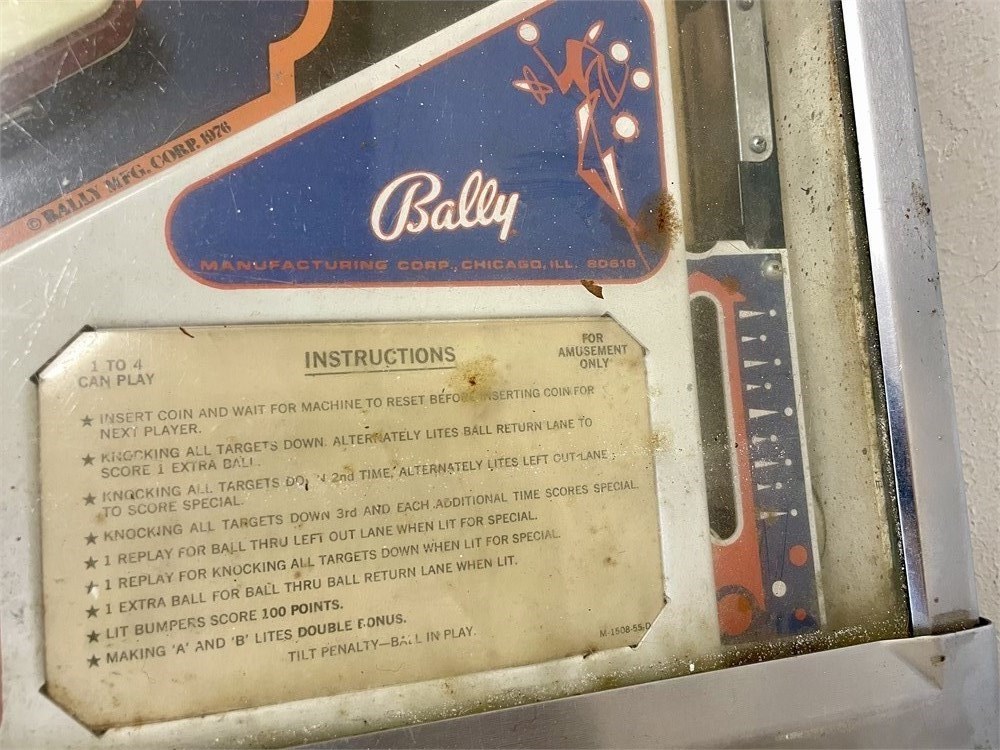 © BALLY MFG. CORP. 1976
Bally
MANUFACTURING CORP. CHICAGO, ILL. 60618
1 TO 4
CAN PLAY
INSTRUCTIONS
FOR
AMUSEMENT
ONLY
★ INSERT COIN AND WAIT FOR MACHINE TO RESET BEFORE INSERTING COIN FOR
NEXT PLAYER.
★ KNOCKING ALL TARGETS DOWN, ALTERNATELY LITES BALL RETURN LANE TO
SCORE 1 EXTRA BALL.
★ KNOCKING ALL TARGETS DOWN 2nd TIME, ALTERNATELY LITES LEFT OUT LANE
TO SCORE SPECIAL.
★ KNOCKING ALL TARGETS DOWN 3rd AND EACH ADDITIONAL TIME SCORES SPECIAL.
★ 1 REPLAY FOR BALL THRU LEFT OUT LANE WHEN LIT FOR SPECIAL.
★ 1 REPLAY FOR KNOCKING ALL TARGETS DOWN WHEN LIT FOR SPECIAL.
★ 1 EXTRA BALL FOR BALL THRU BALL RETURN LANE WHEN LIT.
★ LIT BUMPERS SCORE 100 POINTS.
★ MAKING 'A' AND 'B' LITES DOUBLE BONUS.
TILT PENALTY—BALL IN PLAY.